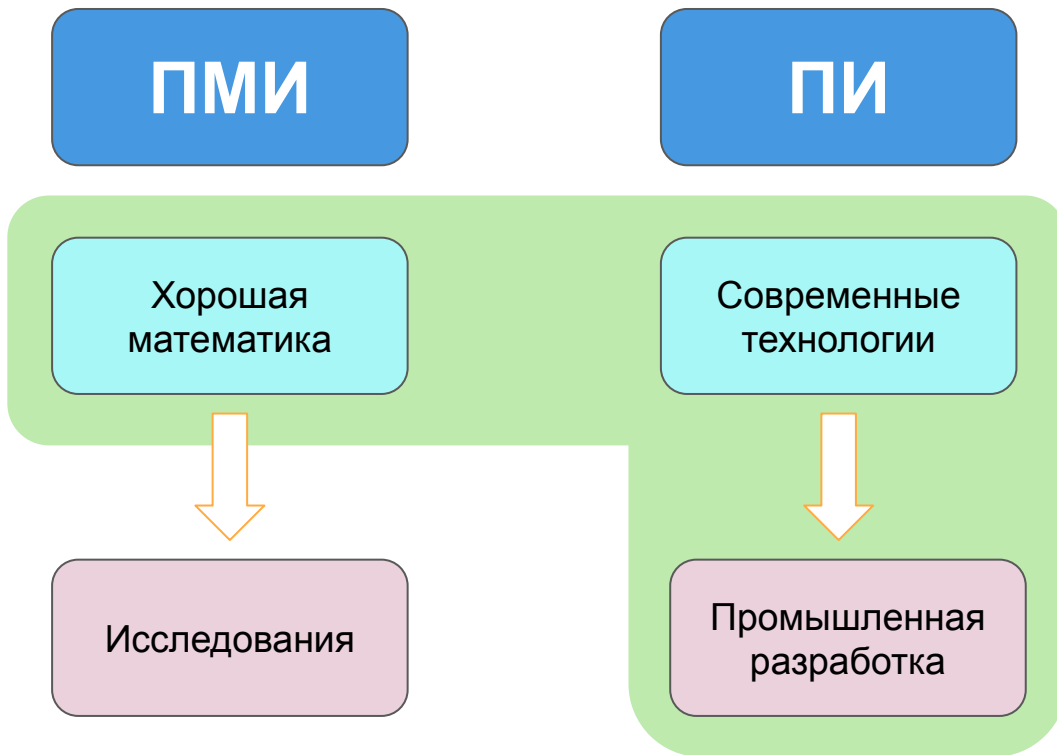 ПМИ
ПИ
Хорошая
математика
Современные
технологии
Исследования
Промышленная
разработка